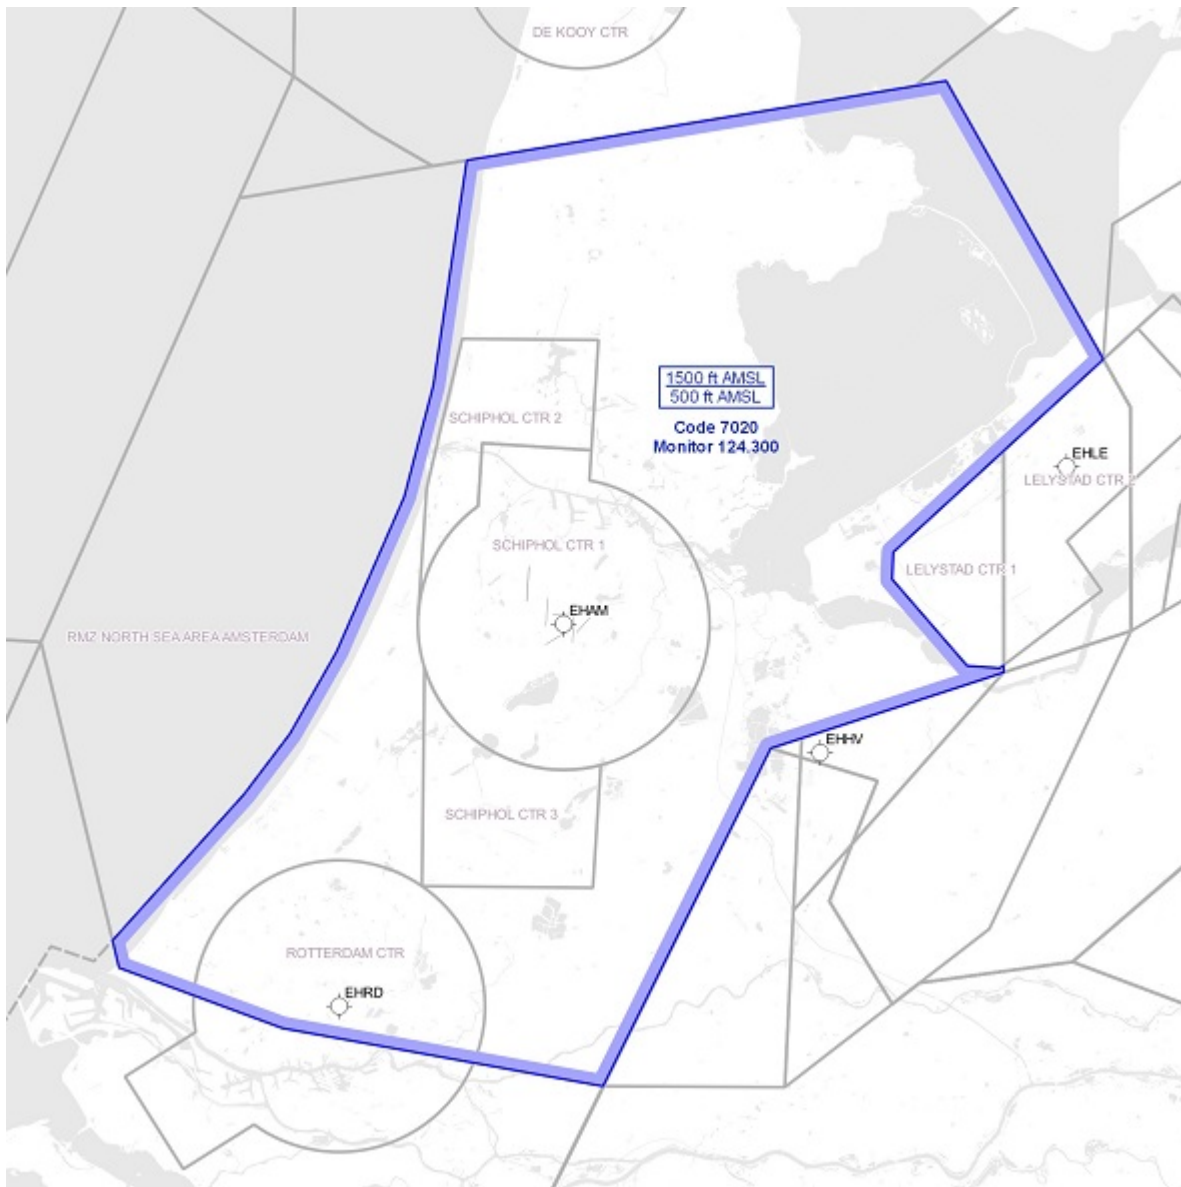 DE KOOY CTR
1500 ft AMSL
500 ft AMSL
SCHIPHOL CTR 2
Code 7020
Monitor 124.300
EHLE
LELYSTAD CTR 2
SCHIPHOL CTR 1
LELYSTAD CTR 1
EHAM
RMZ NORTH SEA AREA AMSTERDAM
EHHV
SCHIPHOL CTR 3
ROTTERDAM CTR
EHRD